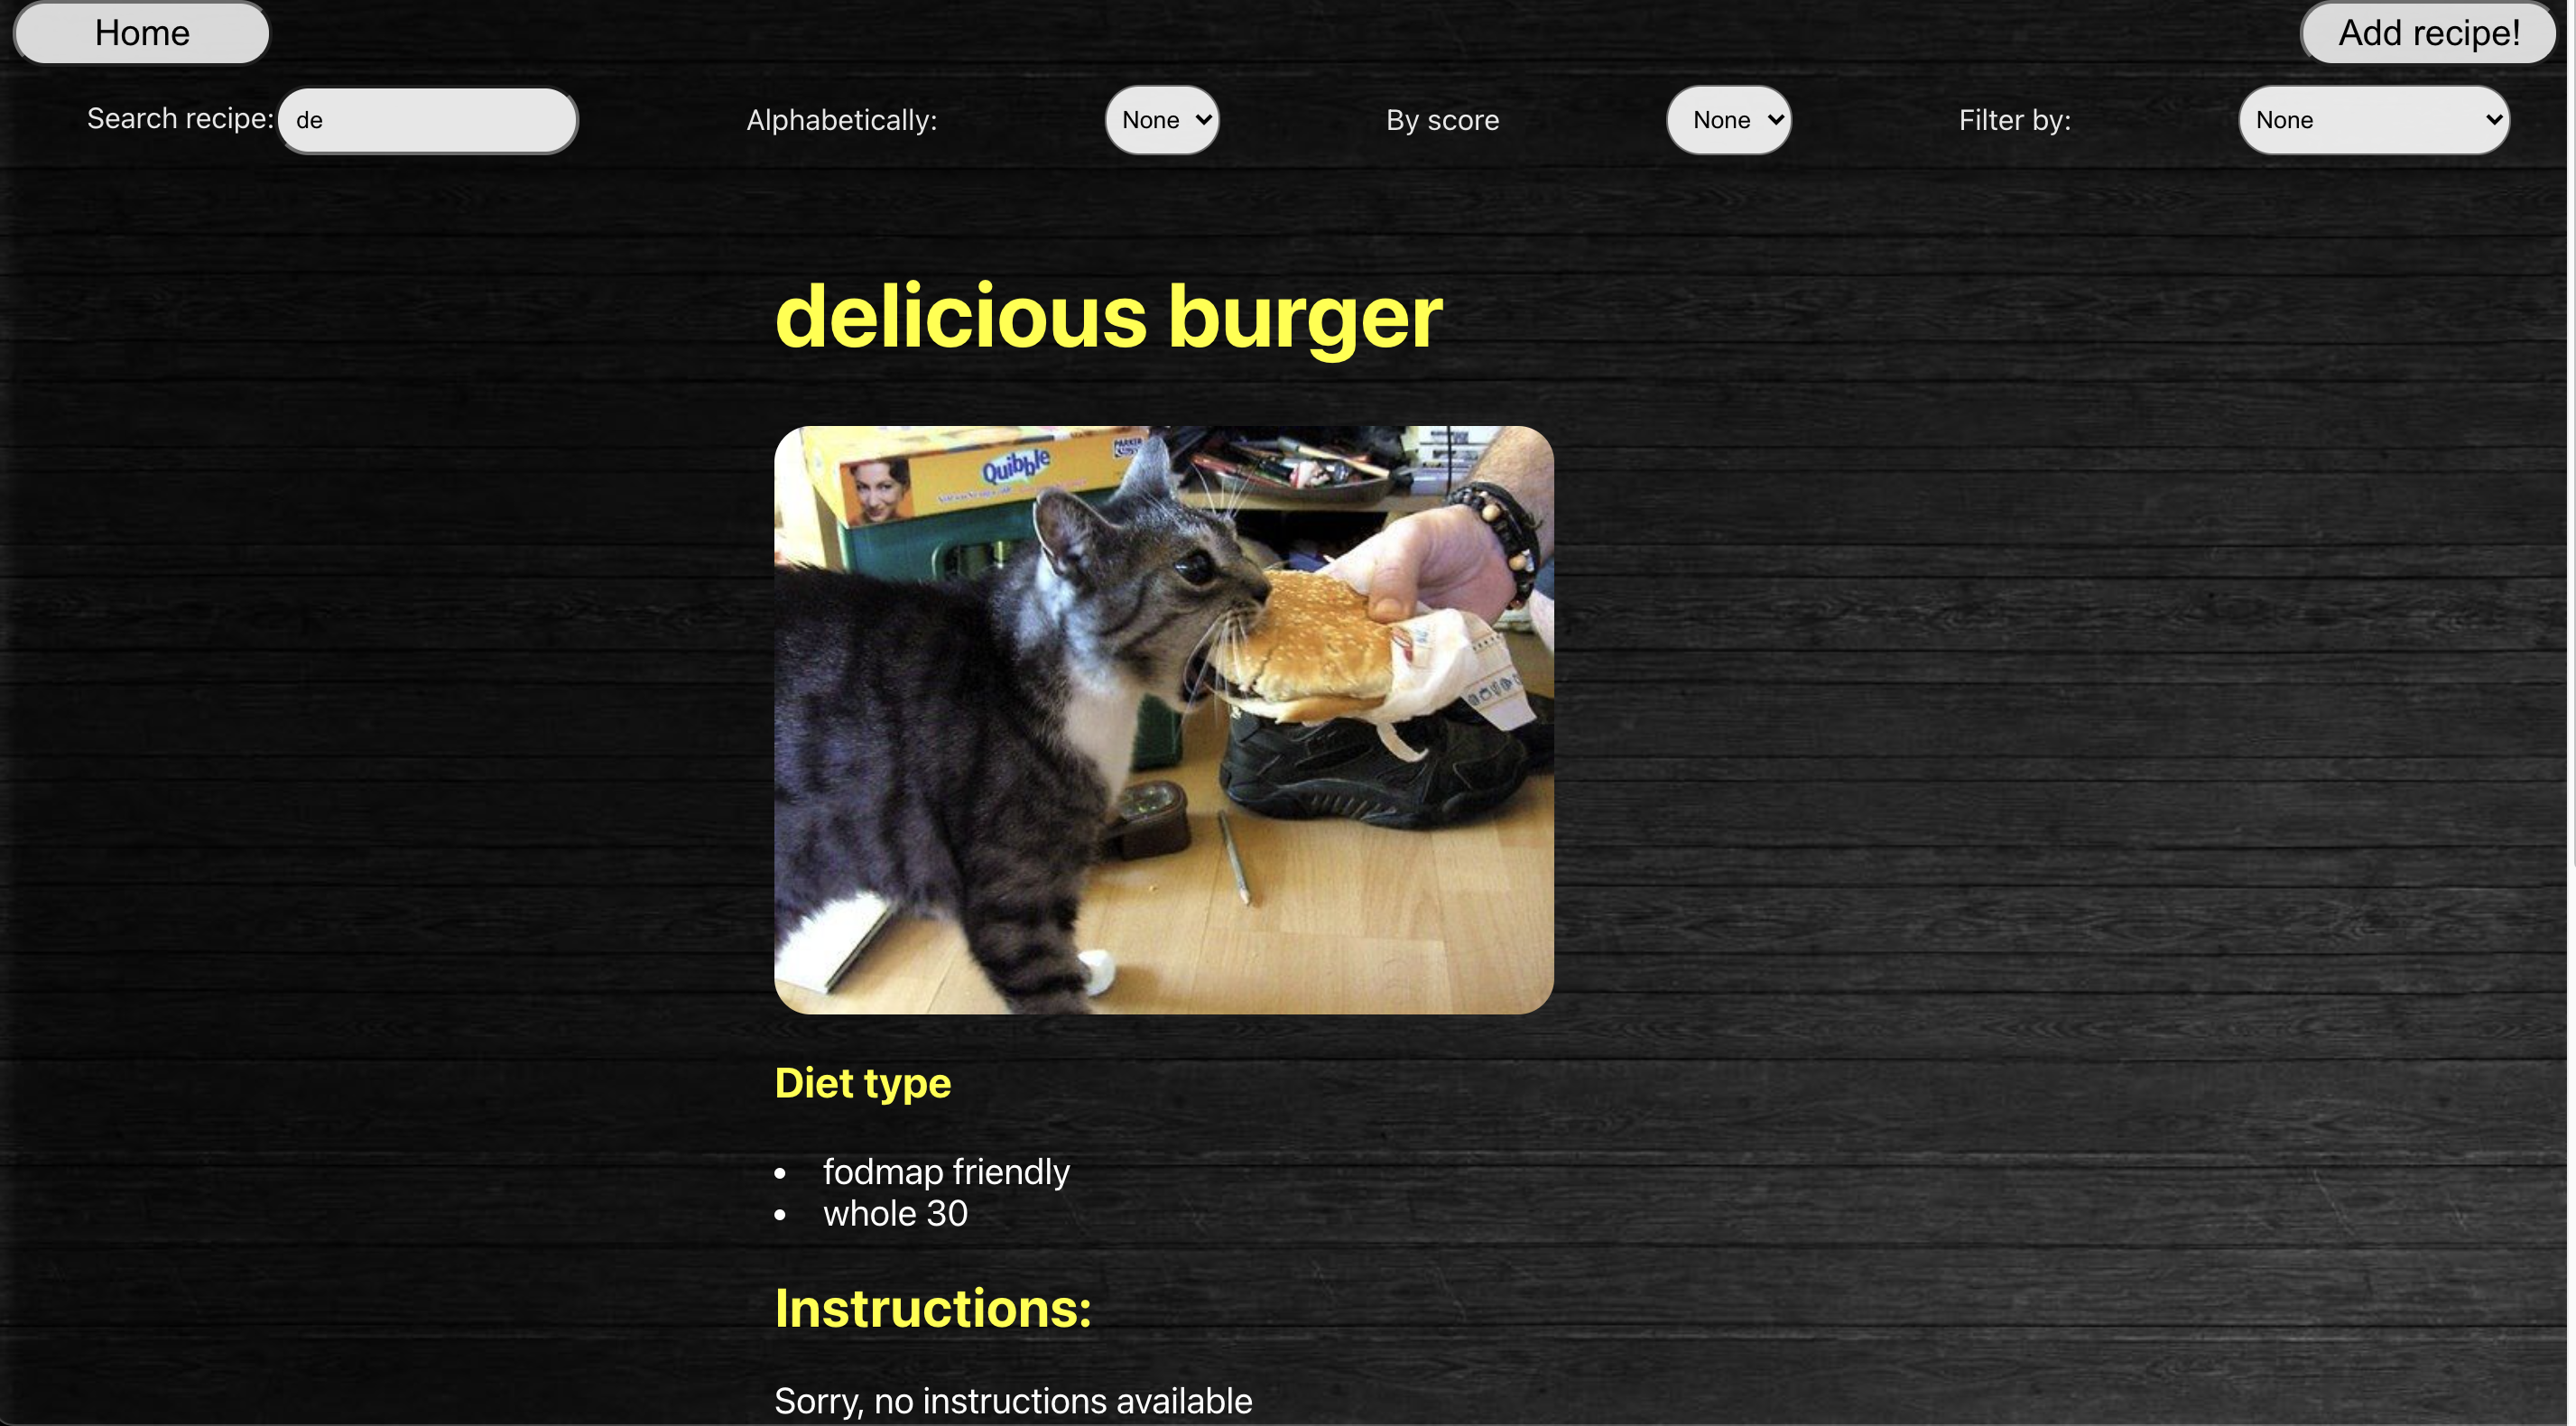 Home
Add recipe!
Search recipe: de
Alphabetically: None
By score None
Filter by: None
delicious burger
PARKER
Quibble
Diet type
• fodmap friendly
• whole 30
Instructions:
Sorry, no instructions available